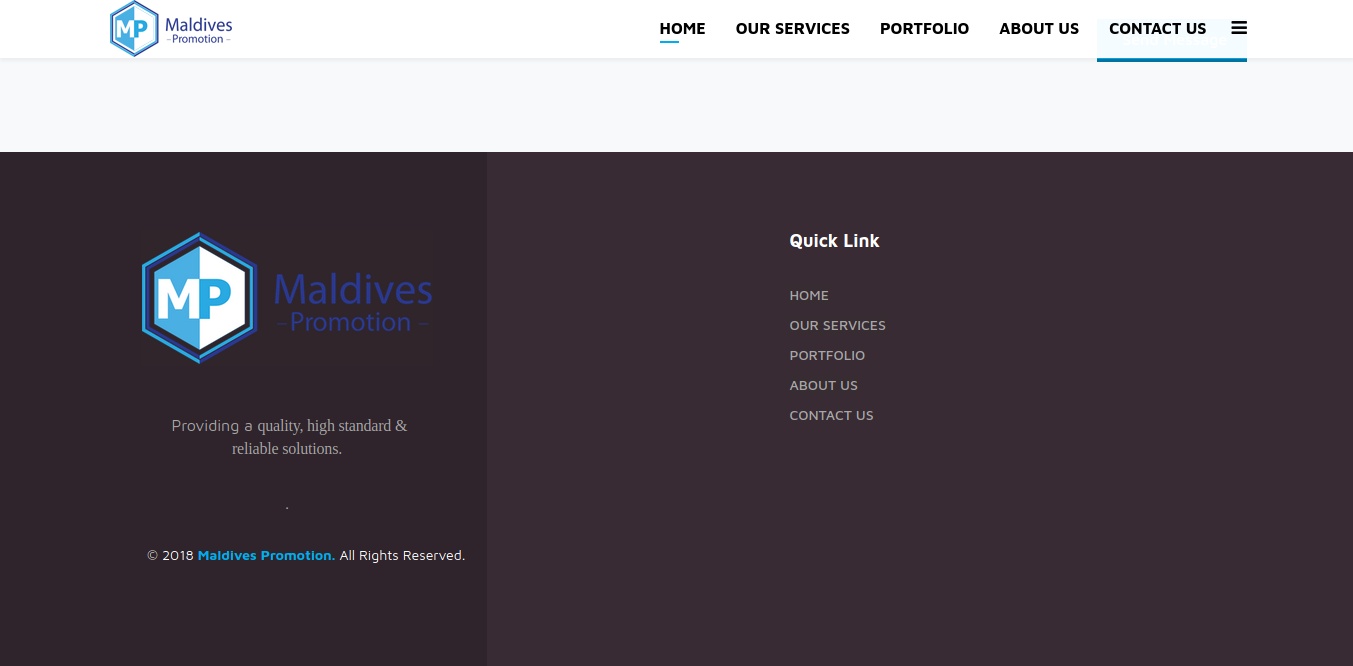 MP Maldives
-Promotion-
HOME OUR SERVICES PORTFOLIO ABOUT US CONTACT US
MP Maldives
-Promotion-
Providing a quality, high standard &
reliable solutions.
.
© 2018 Maldives Promotion. All Rights Reserved.
Quick Link
HOME
OUR SERVICES
PORTFOLIO
ABOUT US
CONTACT US